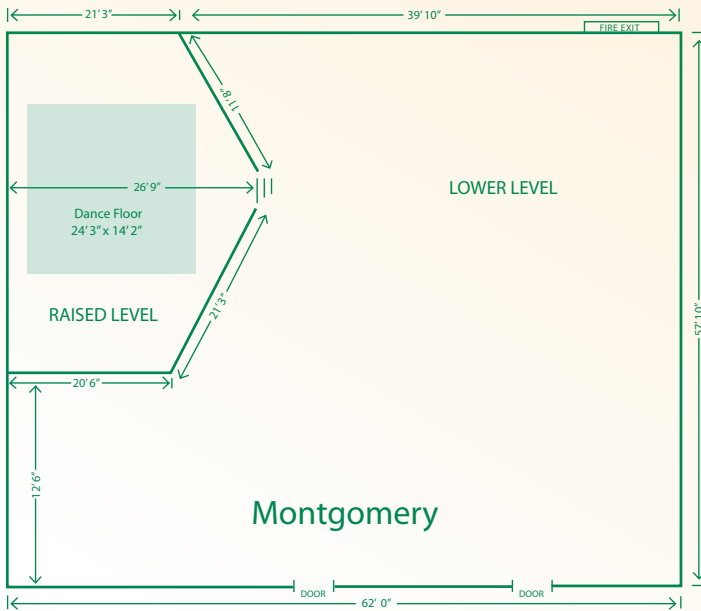 21’3”
39’10”
FIRE EXIT
11’8”
26’9”
LOWER LEVEL
Dance Floor
24’3” x 14’2”
RAISED LEVEL
21’3”
57’10”
20’6”
12’6”
Montgomery
DOOR
DOOR
62’ 0”